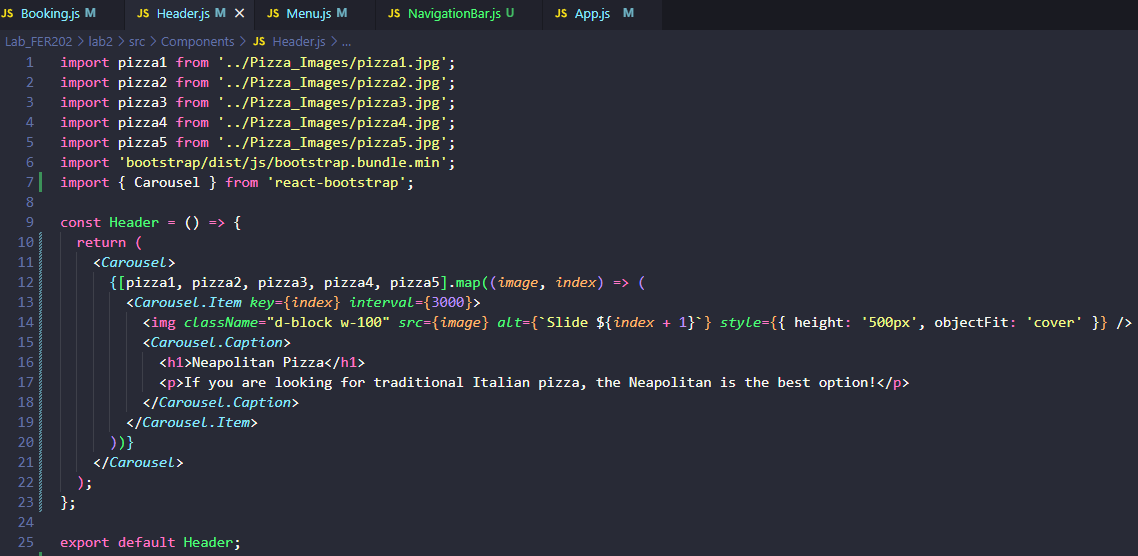 JS Booking.js M JS Header.js M × JS Menu.js M JS NavigationBar.js U JS App.js M
Lab_FER202 > lab2 > src > Components > JS Header.js > ...
1 import pizza1 from '../Pizza_Images/pizza1.jpg';
2 import pizza2 from '../Pizza_Images/pizza2.jpg';
3 import pizza3 from '../Pizza_Images/pizza3.jpg';
4 import pizza4 from '../Pizza_Images/pizza4.jpg';
5 import pizza5 from '../Pizza_Images/pizza5.jpg';
6 import 'bootstrap/dist/js/bootstrap.bundle.min';
7 import { Carousel } from 'react-bootstrap';
8
9 const Header = () => {
10   return (
11     <Carousel>
12       {[pizza1, pizza2, pizza3, pizza4, pizza5].map((image, index) => (
13         <Carousel.Item key={index} interval={3000}>
14           <img className="d-block w-100" src={image} alt={`Slide ${index + 1}`} style={{ height: '500px', objectFit: 'cover' }} />
15           <Carousel.Caption>
16             <h1>Neapolitan Pizza</h1>
17             <p>If you are looking for traditional Italian pizza, the Neapolitan is the best option!</p>
18           </Carousel.Caption>
19         </Carousel.Item>
20       ))}
21     </Carousel>
22   );
23 };
24
25 export default Header;